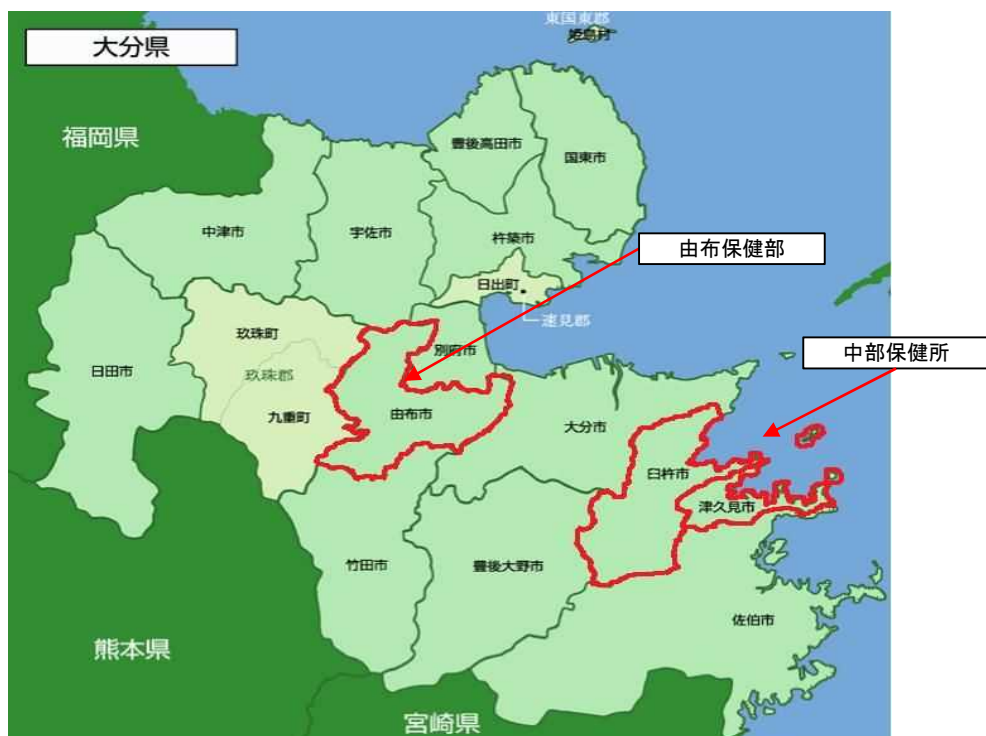 東国東郡
姫島村
大分県
福岡県
豊後高田市
国東市
中津市
宇佐市
杵築市
由布保健部
日出町
速見郡
玖珠町
別府市
中部保健所
日田市
玖珠郡
九重町
由布市
大分市
臼杵市
津久見市
竹田市
豊後大野市
佐伯市
熊本県
宮崎県